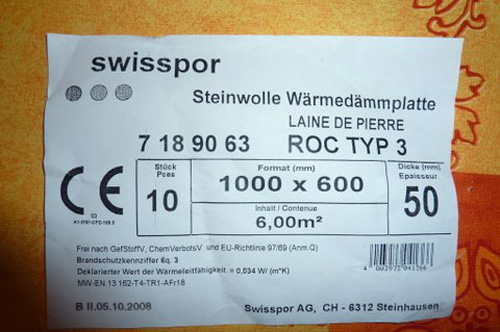 swisspor
Steinwolle Wärmedämmplatte
LAINE DE PIERRE
7 18 90 63 ROC TYP 3
Stück
Pces
10
Format (mm)
1000 x 600
Inhalt / Contenue
6,00m²
Dicke (mm)
Epaisseur
50
CE
03
Frei nach GefStoffV, ChemVerbotsV und EU-Richtlinie 97/69 (Anm Q)
Brandschutzkennziffer 6q. 3
Deklarierter Wert der Wärmeleitfähigkeit = 0,034 W/ (m*K)
MW-EN 13 162-T4-TR1-AFr18
B II,05.10.2008
Swisspor AG, CH - 6312 Steinhausen